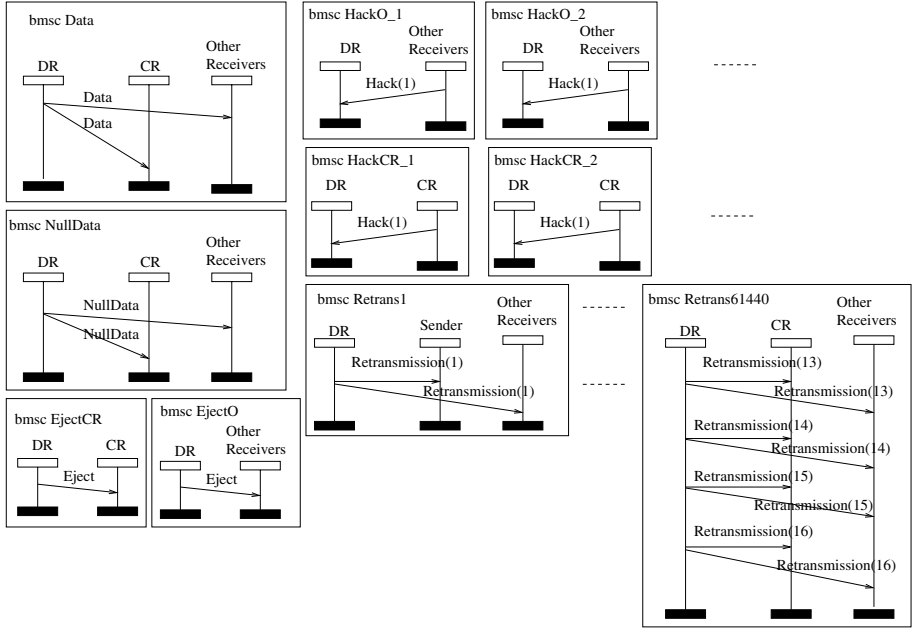 bmsc Data
DR
CR
Other
Receivers
Data
Data
bmsc HackO_1
DR
Other
Receivers
Hack(1)
bmsc HackO_2
DR
Other
Receivers
Hack(1)
bmsc HackCR_1
DR
CR
Hack(1)
bmsc HackCR_2
DR
CR
Hack(1)
bmsc NullData
DR
CR
Other
Receivers
NullData
NullData
bmsc Retrans1
DR
Sender
Other
Receivers
Retransmission(1)
Retransmission(1)
bmsc Retrans61440
DR
CR
Other
Receivers
Retransmission(13)
Retransmission(13)
Retransmission(14)
Retransmission(14)
Retransmission(15)
Retransmission(15)
Retransmission(16)
Retransmission(16)
bmsc EjectCR
DR
CR
Eject
bmsc EjectO
DR
Other
Receivers
Eject